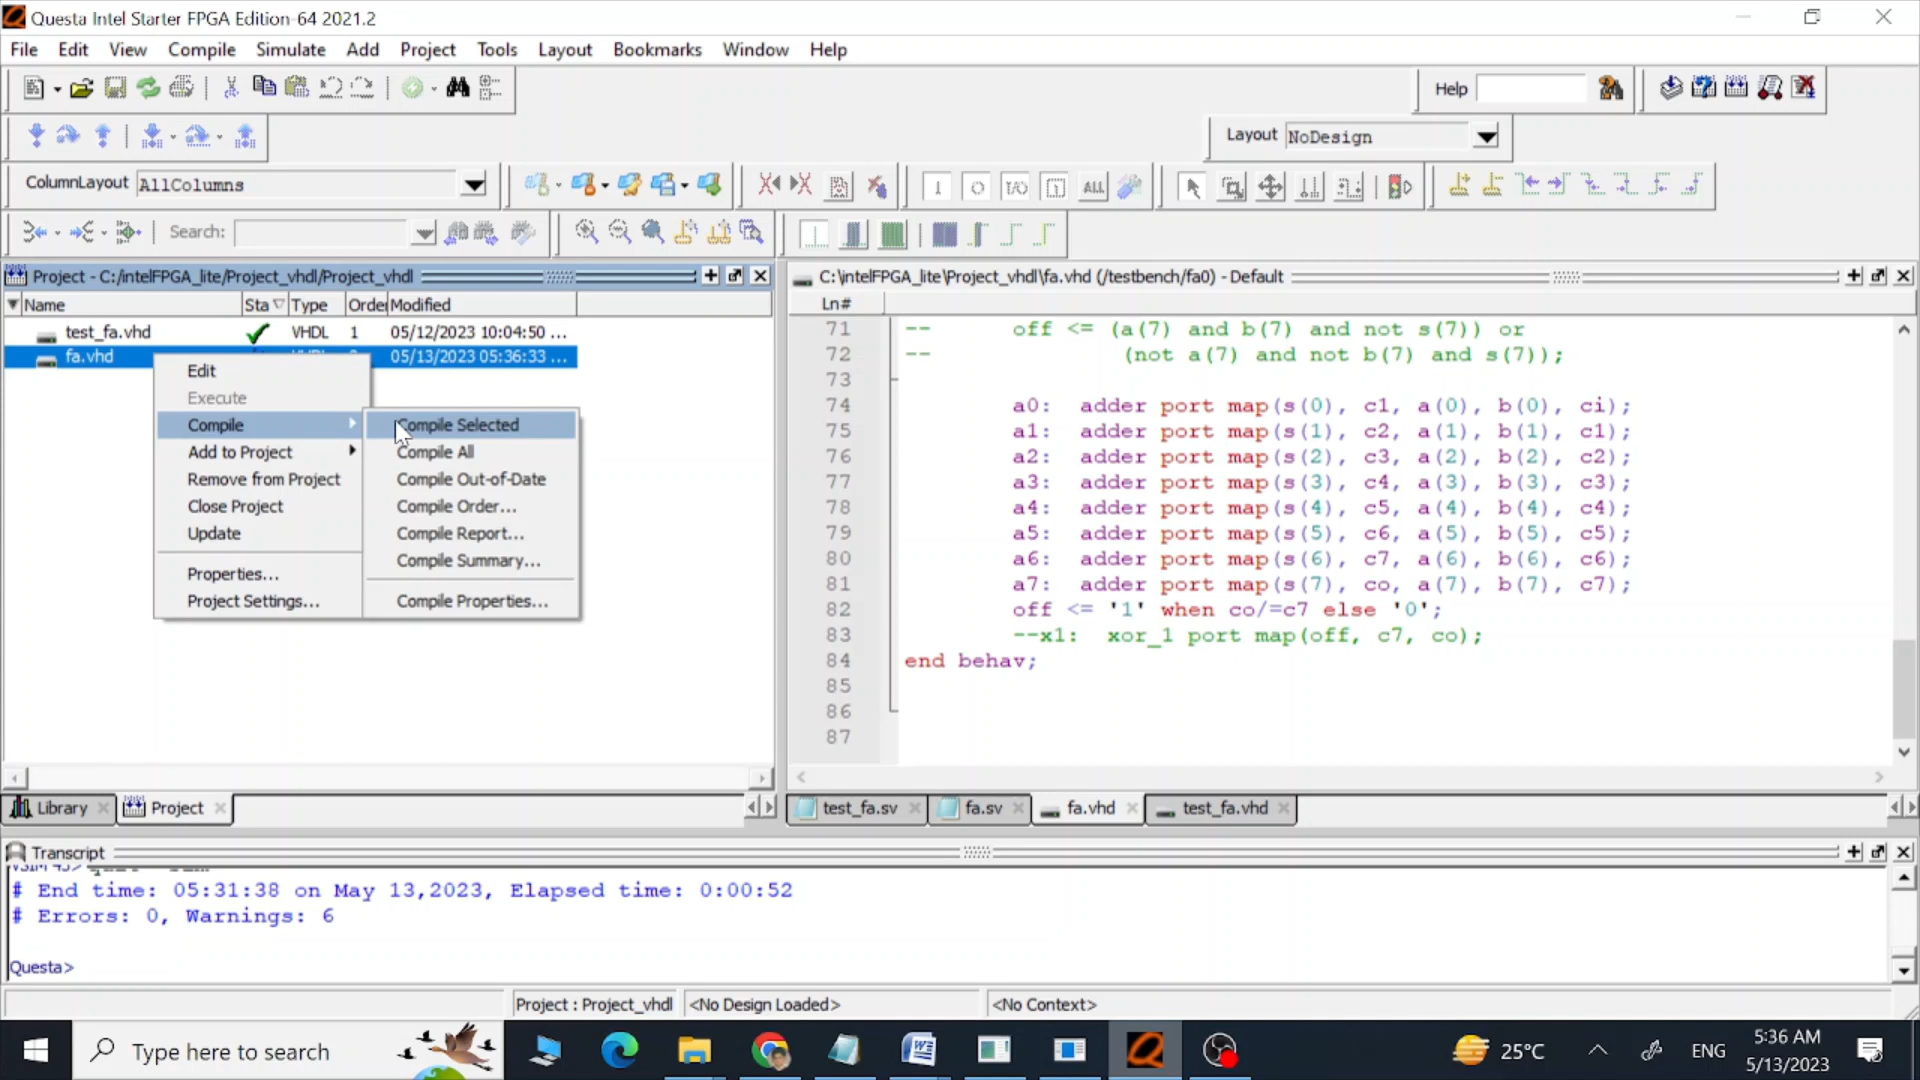 Questa Intel Starter FPGA Edition-64 2021.2
File Edit View Compile Simulate Add Project Tools Layout Bookmarks Window Help
Help
Layout NoDesign
ColumnLayout AllColumns
I/O ALL
Search:
Project - C:/intelFPGA_lite/Project_vhdl/Project_vhdl
Name Sta Type Order Modified
test_fa.vhd VHDL 1 05/12/2023 10:04:50 ...
fa.vhd 05/13/2023 05:36:33 ...
Edit
Execute
Compile
Add to Project
Remove from Project
Close Project
Update
Properties...
Project Settings...
Compile Selected
Compile All
Compile Out-of-Date
Compile Order...
Compile Report...
Compile Summary...
Compile Properties...
Library Project
C:\intelFPGA_lite\Project_vhdl\fa.vhd (/testbench/fa0) - Default
Ln#
71 -- off <= (a(7) and b(7) and not s(7)) or
72 -- (not a(7) and not b(7) and s(7));
73
74 a0: adder port map(s(0), c1, a(0), b(0), ci);
75 a1: adder port map(s(1), c2, a(1), b(1), c1);
76 a2: adder port map(s(2), c3, a(2), b(2), c2);
77 a3: adder port map(s(3), c4, a(3), b(3), c3);
78 a4: adder port map(s(4), c5, a(4), b(4), c4);
79 a5: adder port map(s(5), c6, a(5), b(5), c5);
80 a6: adder port map(s(6), c7, a(6), b(6), c6);
81 a7: adder port map(s(7), co, a(7), b(7), c7);
82 off <= '1' when co/=c7 else '0';
83 --x1: xor_1 port map(off, c7, co);
84 end behav;
85
86
87
test_fa.sv fa.sv fa.vhd test_fa.vhd
Transcript
# End time: 05:31:38 on May 13,2023, Elapsed time: 0:00:52
# Errors: 0, Warnings: 6
Questa>
Project : Project_vhdl <No Design Loaded> <No Context>
Type here to search
25°C ENG
5:36 AM
5/13/2023